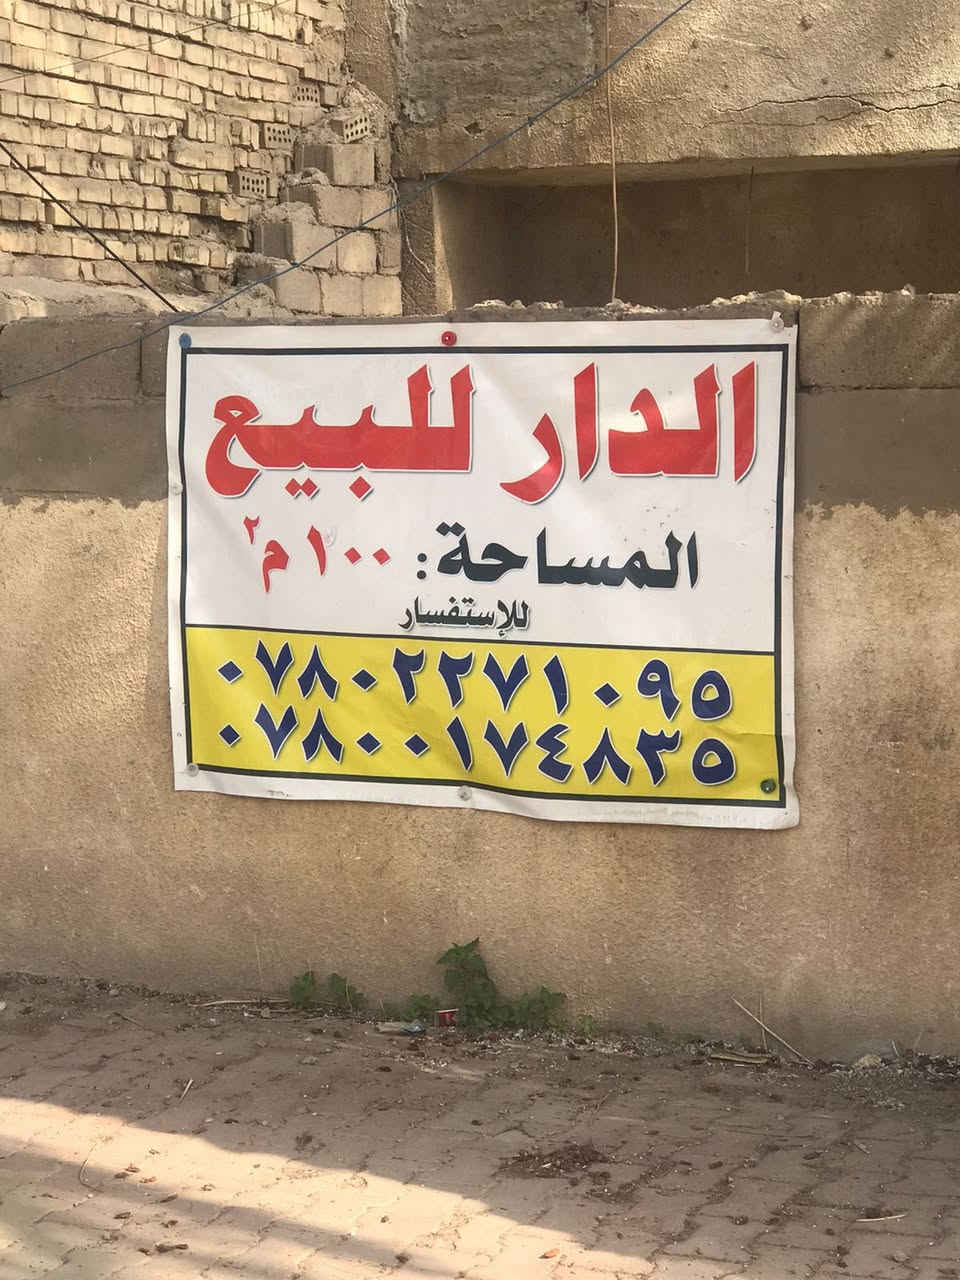 الدار للبيع
المساحة: ١٠٠ م٢
للإستفسار
٠٧٨٠٢٢٧١٠٩٥
٠٧٨٠٠١٧٤٨٣٥